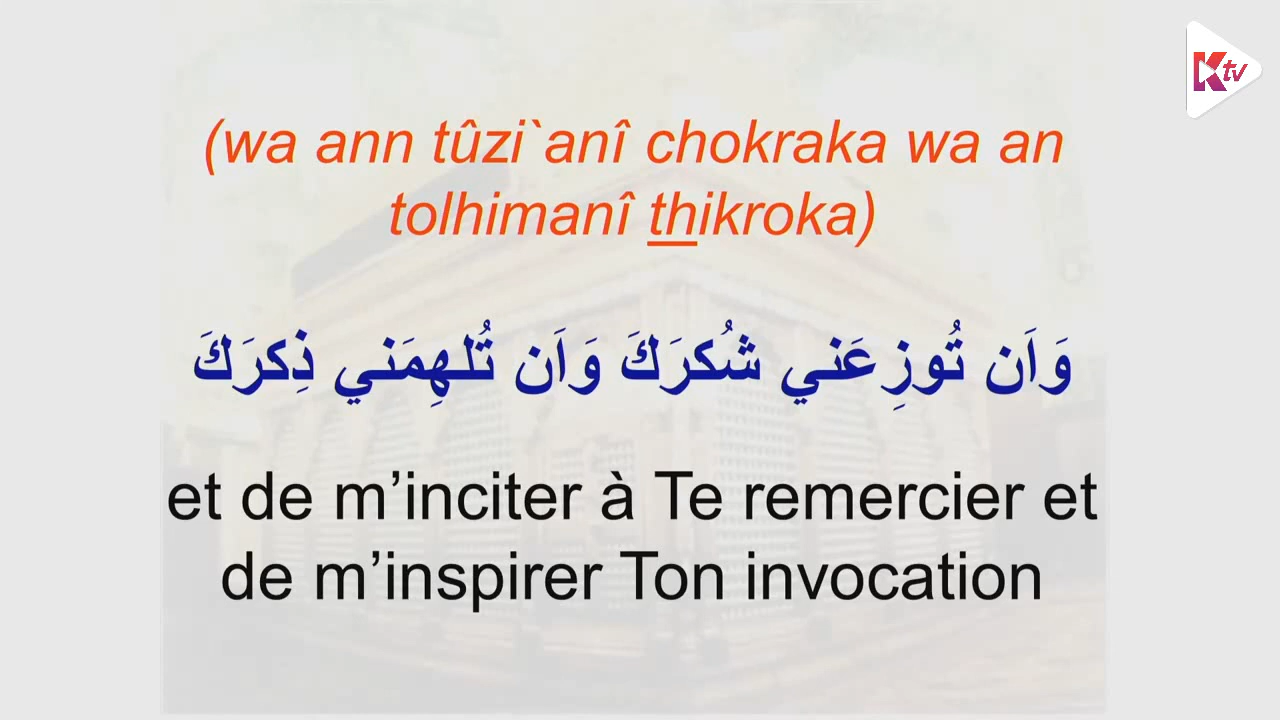 Ktv
(wa ann tûzi`anî chokraka wa an
tolhimanî thikroka)
وَاَن تُوزِعَني شُكرَكَ وَاَن تُلهِمَني ذِكرَكَ
et de m’inciter à Te remercier et
de m’inspirer Ton invocation